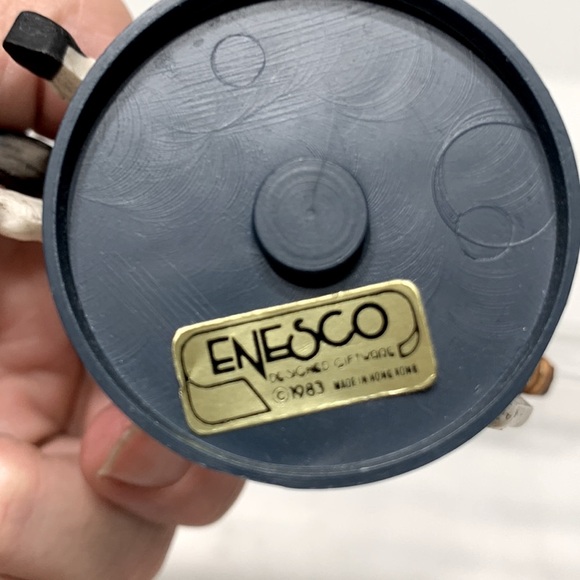 ENESCO
DESIGNED GIFTWARE
©1983 MADE IN HONG KONG